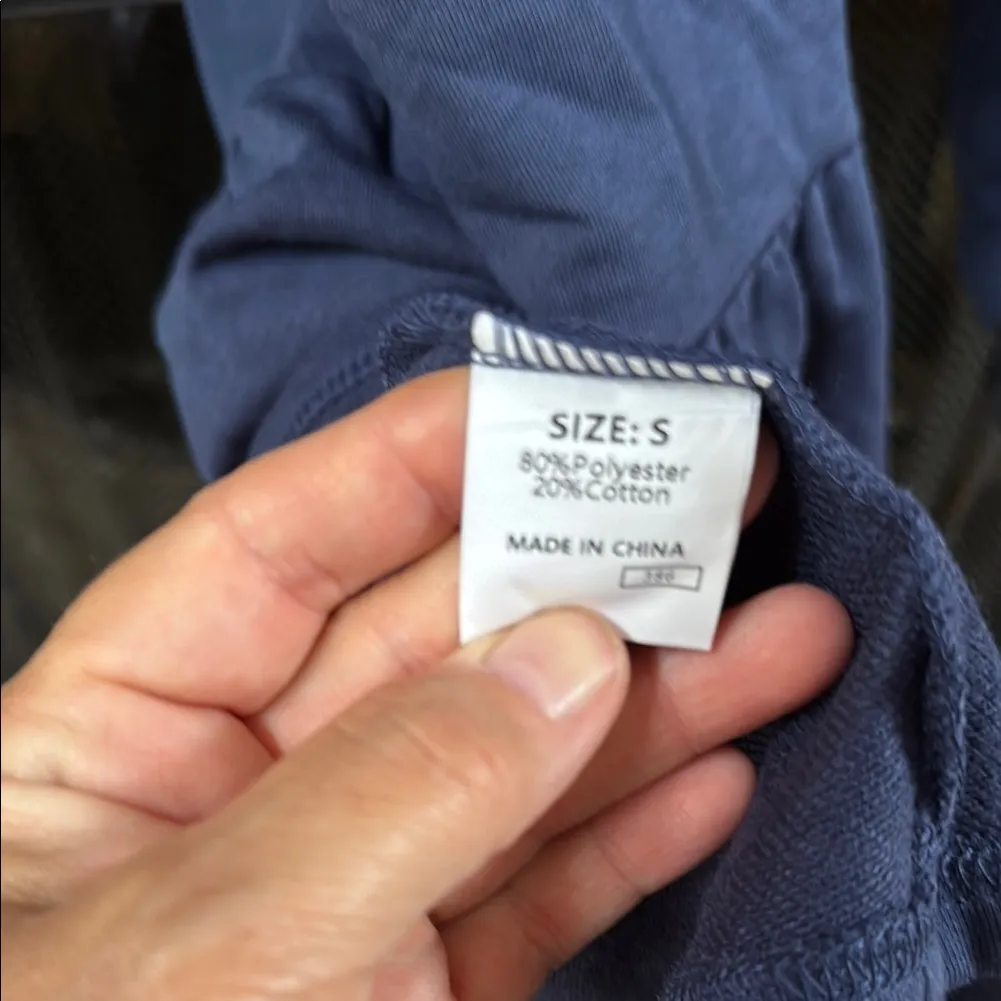 SIZE: S
80%Polyester
20%Cotton
MADE IN CHINA